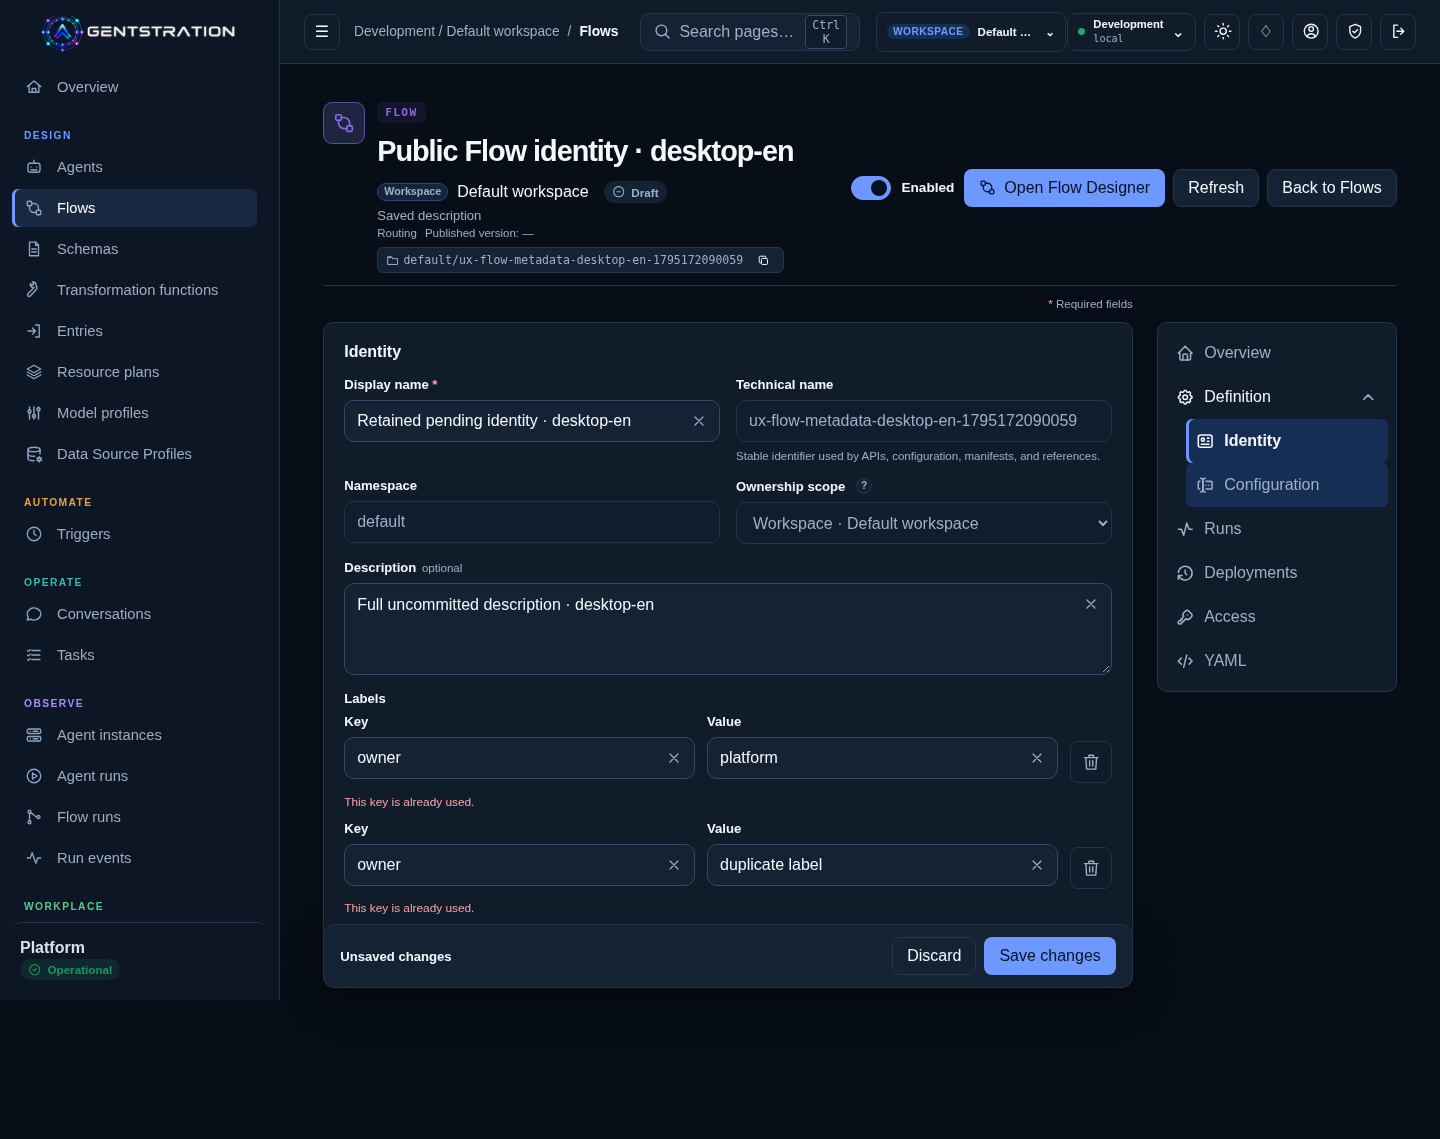 GENTSTRATION
☰
Development / Default workspace / Flows
Search pages…
Ctrl K
WORKSPACE Default …
Development
local
Overview
DESIGN
Agents
Flows
Schemas
Transformation functions
Entries
Resource plans
Model profiles
Data Source Profiles
AUTOMATE
Triggers
OPERATE
Conversations
Tasks
OBSERVE
Agent instances
Agent runs
Flow runs
Run events
WORKPLACE
Platform
Operational
FLOW
Public Flow identity · desktop-en
Workspace Default workspace Draft
Saved description
Routing Published version: —
default/ux-flow-metadata-desktop-en-1795172090059
Enabled
Open Flow Designer
Refresh
Back to Flows
* Required fields
Identity
Display name *
Retained pending identity · desktop-en
Technical name
ux-flow-metadata-desktop-en-1795172090059
Stable identifier used by APIs, configuration, manifests, and references.
Namespace
default
Ownership scope ?
Workspace · Default workspace
Description optional
Full uncommitted description · desktop-en
Labels
Key Value
owner platform
This key is already used.
Key Value
owner duplicate label
This key is already used.
Unsaved changes
Discard
Save changes
Overview
Definition
Identity
Configuration
Runs
Deployments
Access
YAML